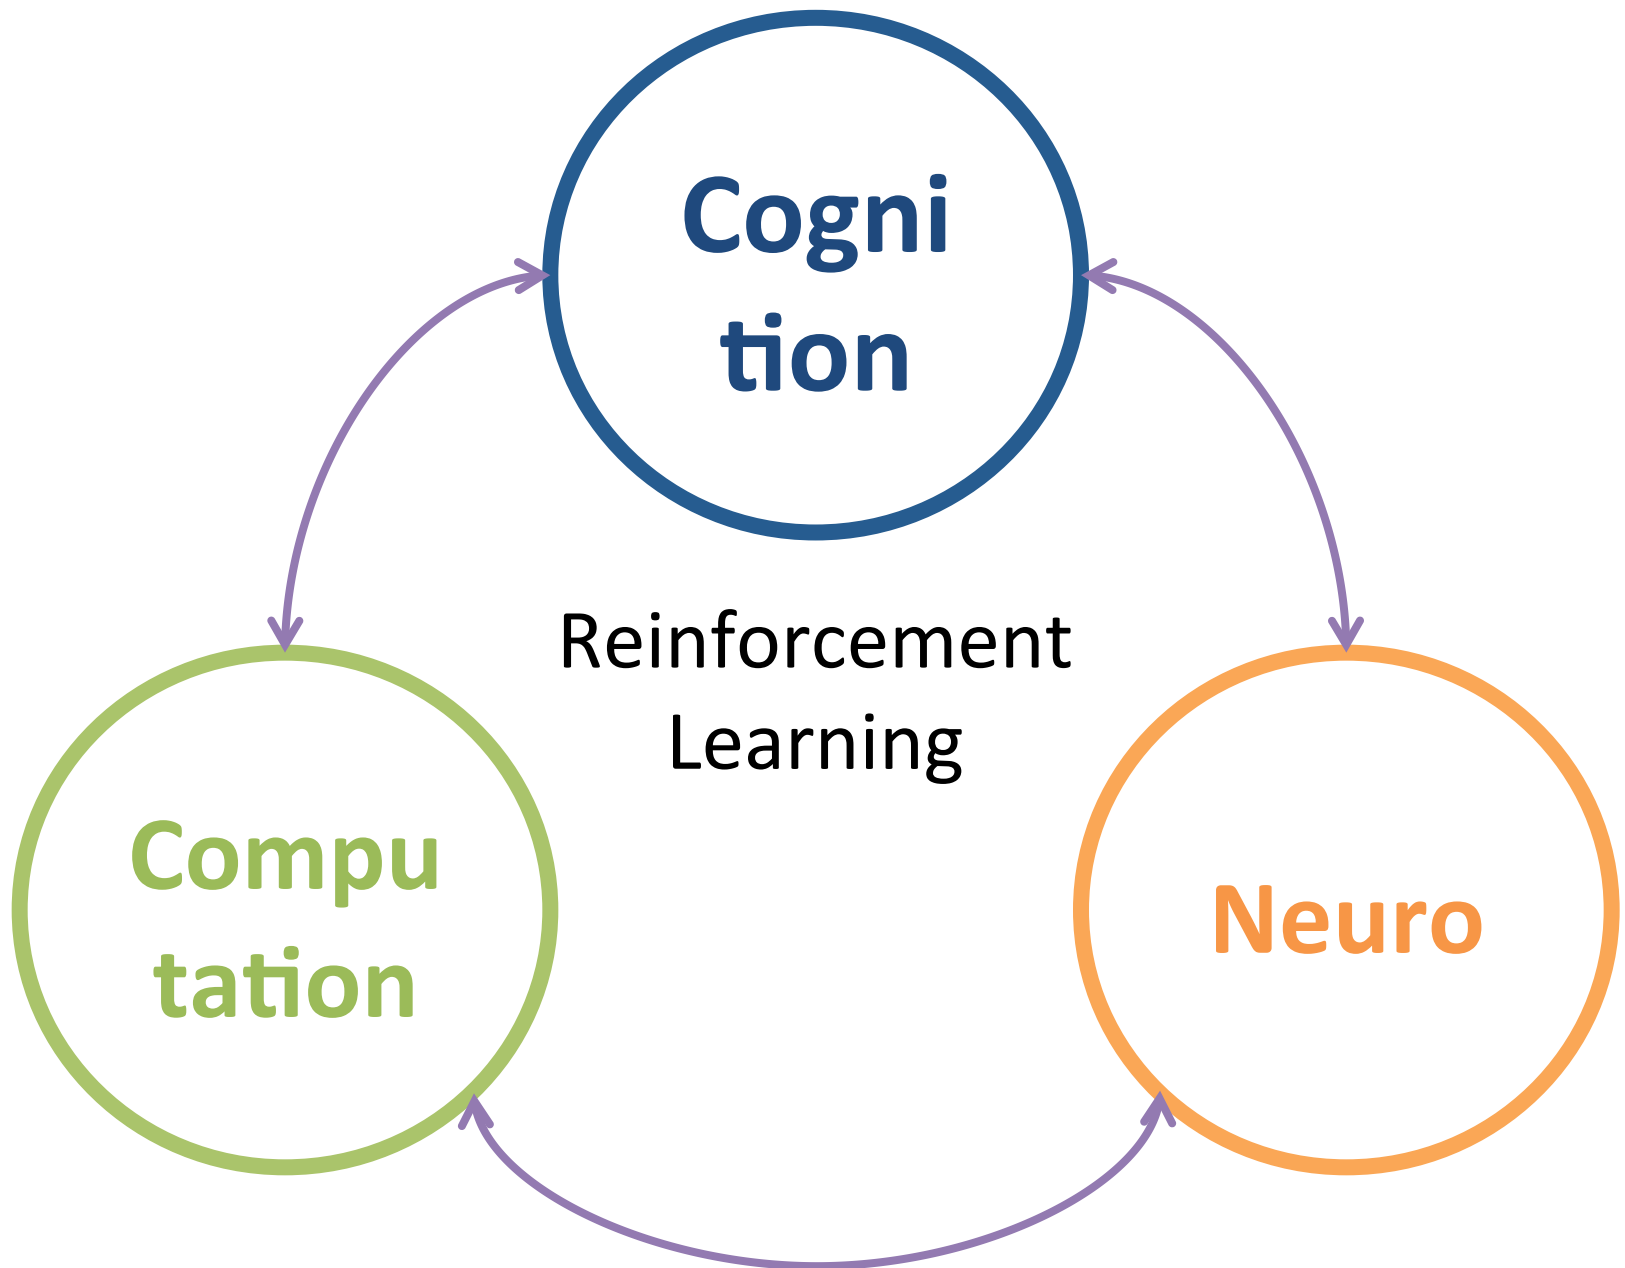 Cogni
tion
Reinforcement
Learning
Compu
tation
Neuro